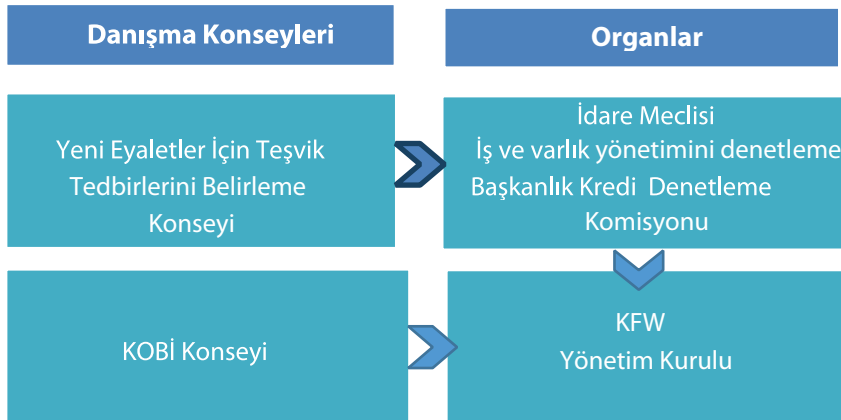 Danışma Konseyleri
Organlar
Yeni Eyaletler İçin Teşvik
Tedbirlerini Belirleme
Konseyi
İdare Meclisi
İş ve varlık yönetimini denetleme
Başkanlık Kredi Denetleme
Komisyonu
KOBİ Konseyi
KFW
Yönetim Kurulu